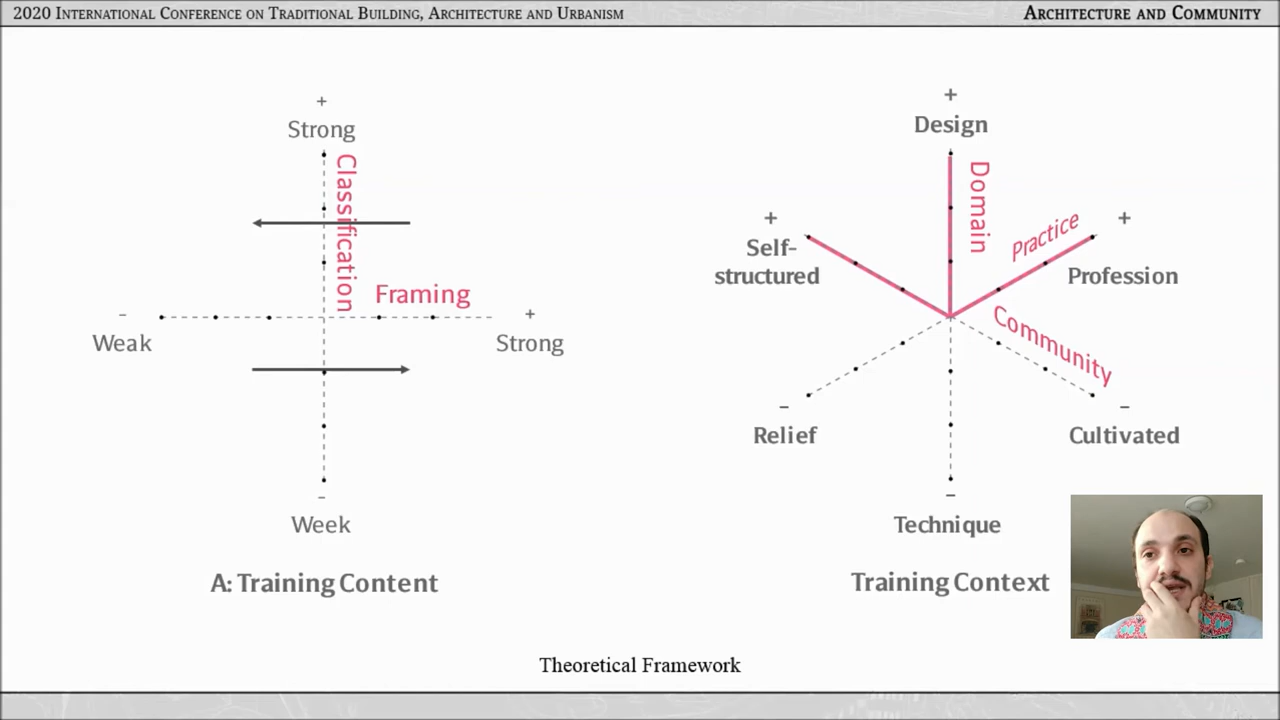 2020 International Conference on Traditional Building, Architecture and Urbanism
Architecture and Community
+
Strong
Classification
Framing
-
Weak
+
Strong
-
Week
A: Training Content
+
Design
Domain
+
Self-
structured
Practice
+
Profession
Community
-
Relief
-
Cultivated
-
Technique
Training Context
Theoretical Framework